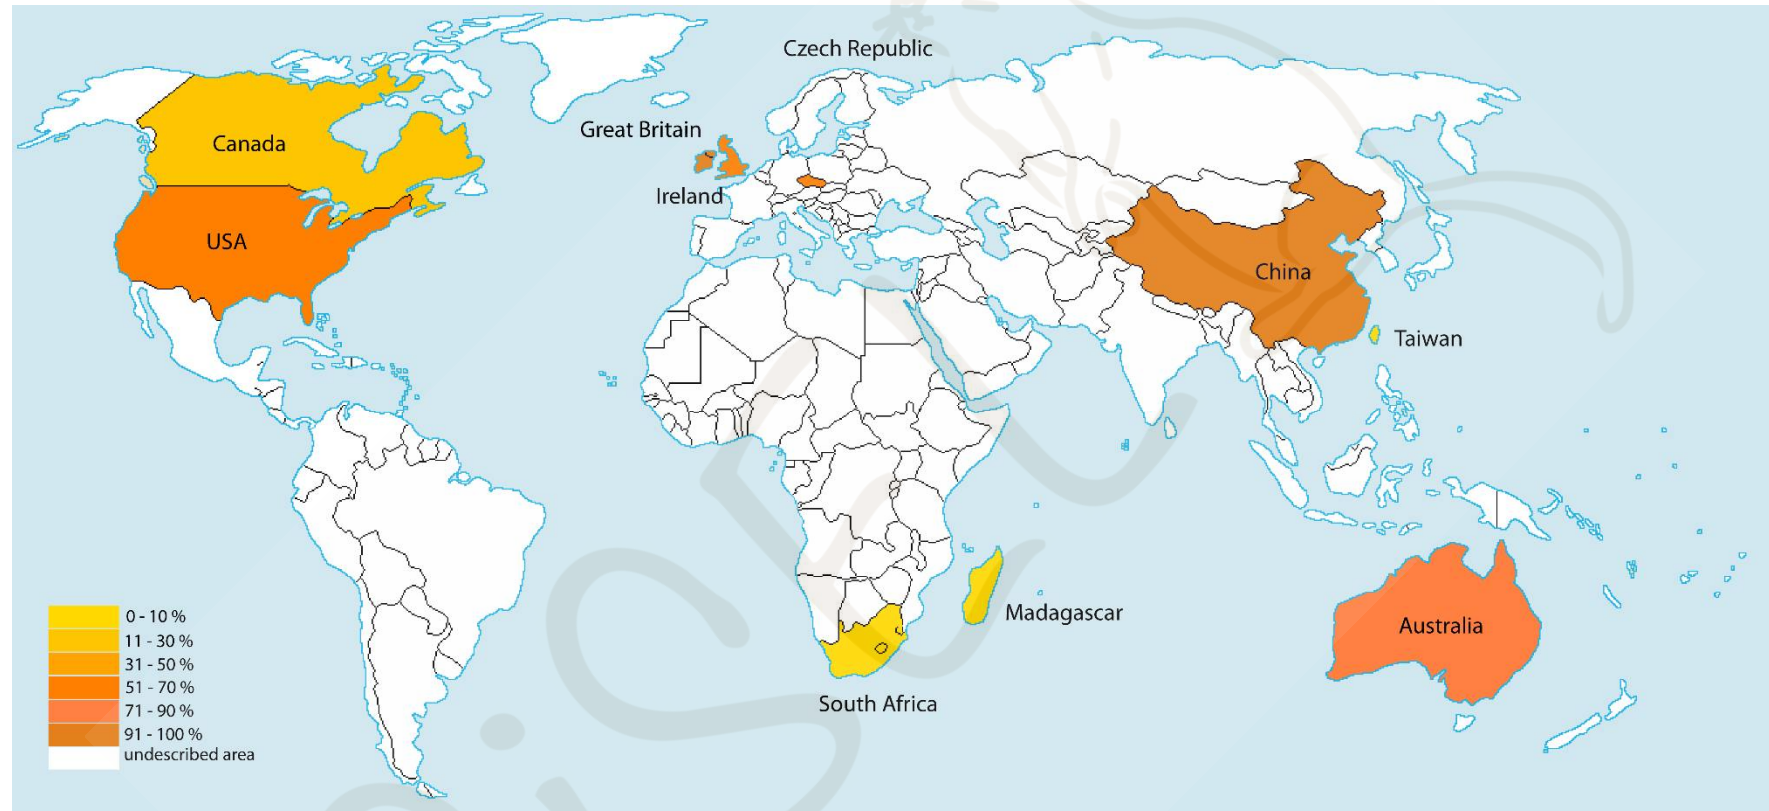 Czech Republic
Great Britain
Canada
Ireland
USA
China
Taiwan
Madagascar
Australia
South Africa
0 - 10 %
11 - 30 %
31 - 50 %
51 - 70 %
71 - 90 %
91 - 100 %
undescribed area